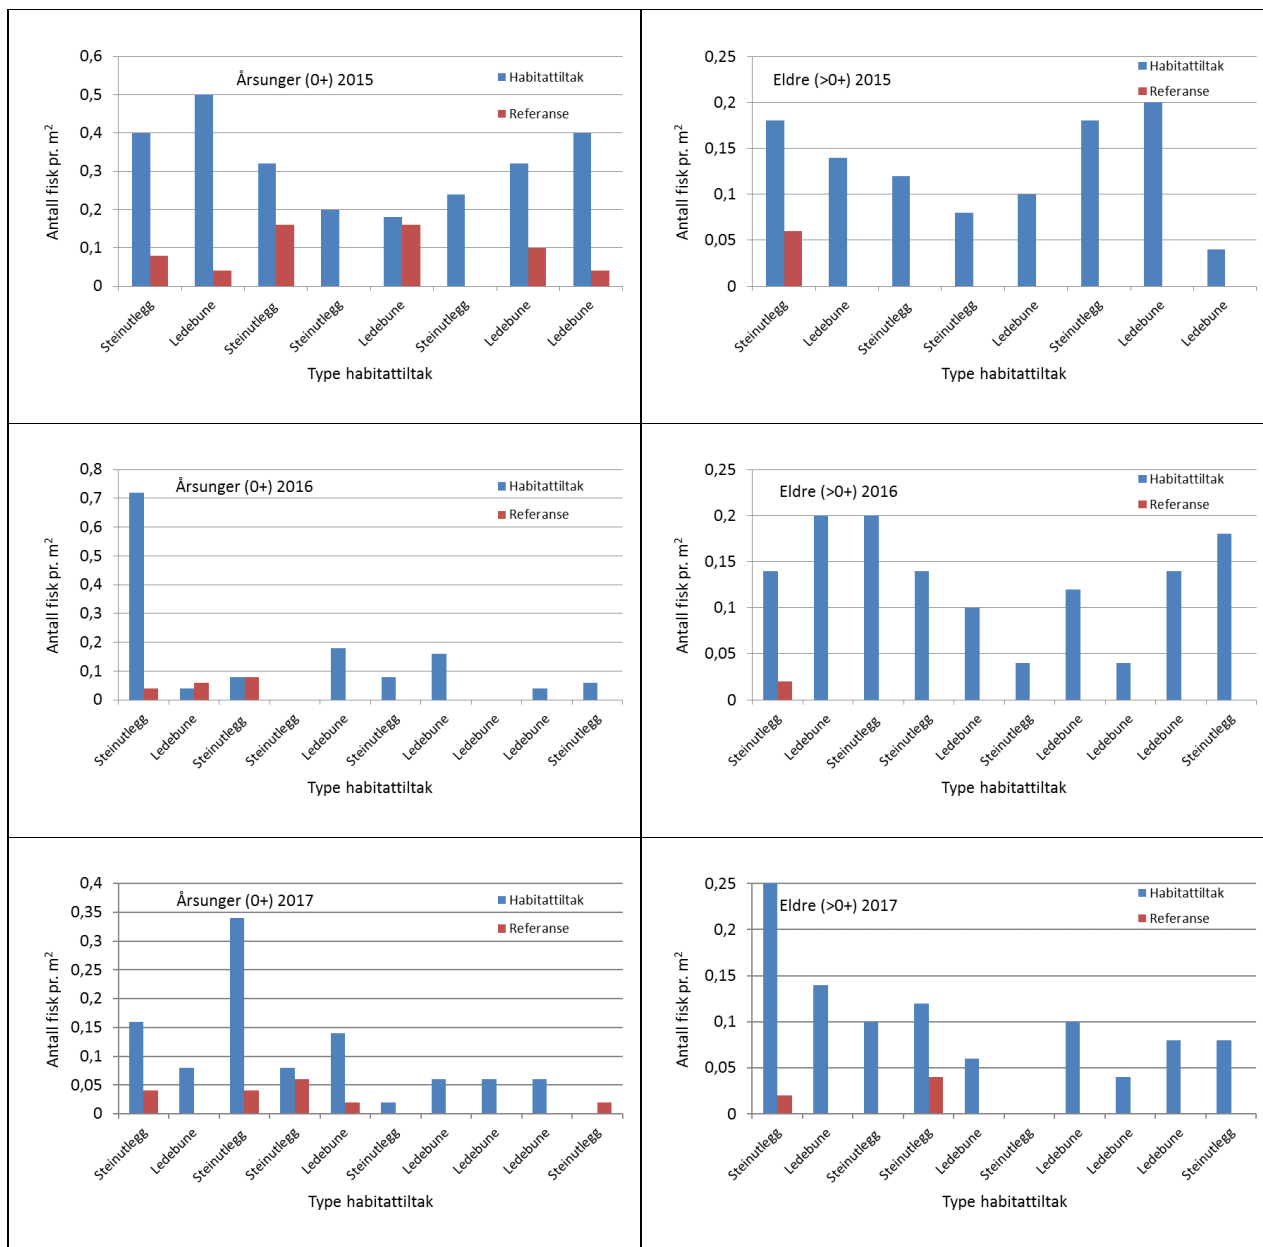 Årsunger (0+) 2015
Habitattiltak
Referanse
Antall fisk pr. m²
0,6
0,5
0,4
0,3
0,2
0,1
0
Steinutlegg
Ledebune
Steinutlegg
Steinutlegg
Ledebune
Steinutlegg
Ledebune
Ledebune
Type habitattiltak
Eldre (>0+) 2015
Habitattiltak
Referanse
Antall fisk pr. m²
0,25
0,2
0,15
0,1
0,05
0
Steinutlegg
Ledebune
Steinutlegg
Steinutlegg
Ledebune
Steinutlegg
Ledebune
Ledebune
Type habitattiltak
Årsunger (0+) 2016
Habitattiltak
Referanse
Antall fisk pr. m²
0,8
0,7
0,6
0,5
0,4
0,3
0,2
0,1
0
Steinutlegg
Ledebune
Steinutlegg
Steinutlegg
Ledebune
Steinutlegg
Ledebune
Ledebune
Ledebune
Steinutlegg
Type habitattiltak
Eldre (>0+) 2016
Habitattiltak
Referanse
Antall fisk pr. m²
0,25
0,2
0,15
0,1
0,05
0
Steinutlegg
Ledebune
Steinutlegg
Steinutlegg
Ledebune
Steinutlegg
Ledebune
Ledebune
Ledebune
Steinutlegg
Type habitattiltak
Årsunger (0+) 2017
Habitattiltak
Referanse
Antall fisk pr. m²
0,4
0,35
0,3
0,25
0,2
0,15
0,1
0,05
0
Steinutlegg
Ledebune
Steinutlegg
Steinutlegg
Ledebune
Steinutlegg
Ledebune
Ledebune
Ledebune
Steinutlegg
Type habitattiltak
Eldre (>0+) 2017
Habitattiltak
Referanse
Antall fisk pr. m²
0,25
0,2
0,15
0,1
0,05
0
Steinutlegg
Ledebune
Steinutlegg
Steinutlegg
Ledebune
Steinutlegg
Ledebune
Ledebune
Ledebune
Steinutlegg
Type habitattiltak